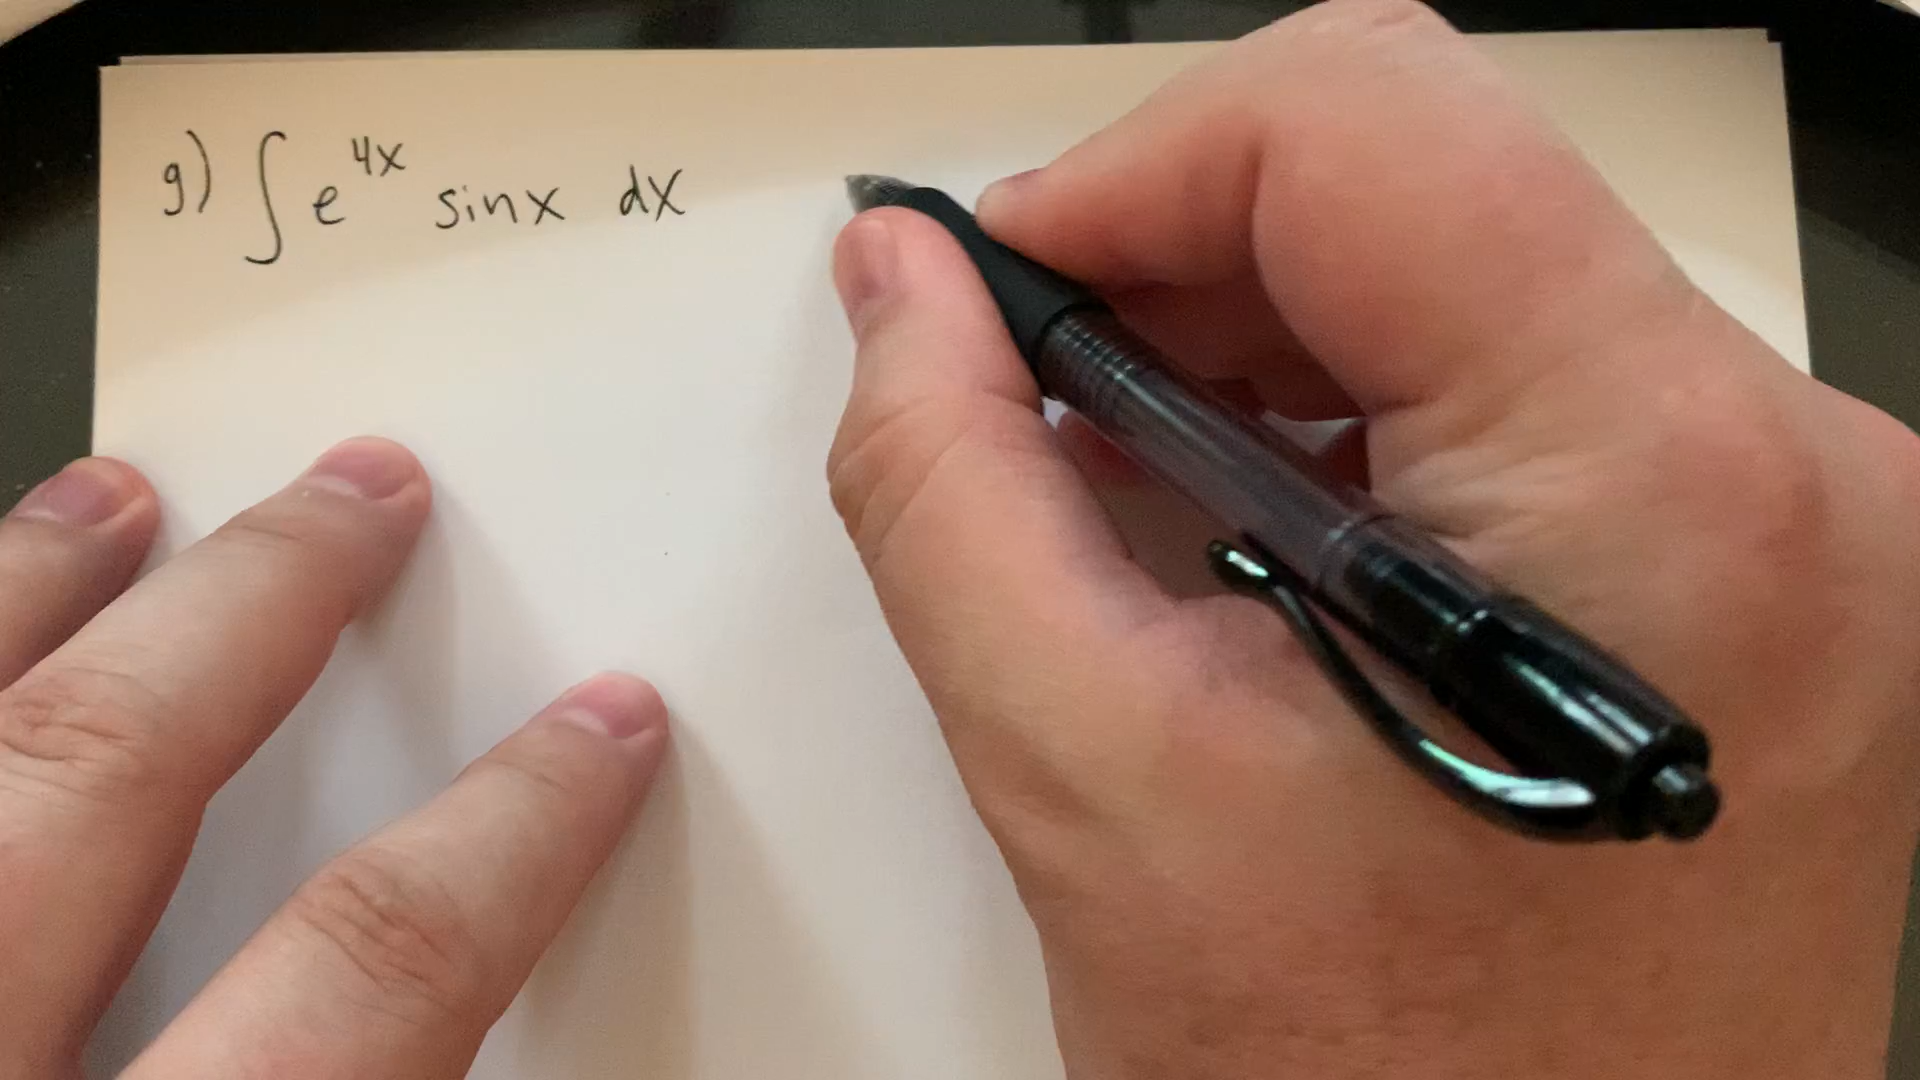 g) ∫ e^{4x} sinx dx